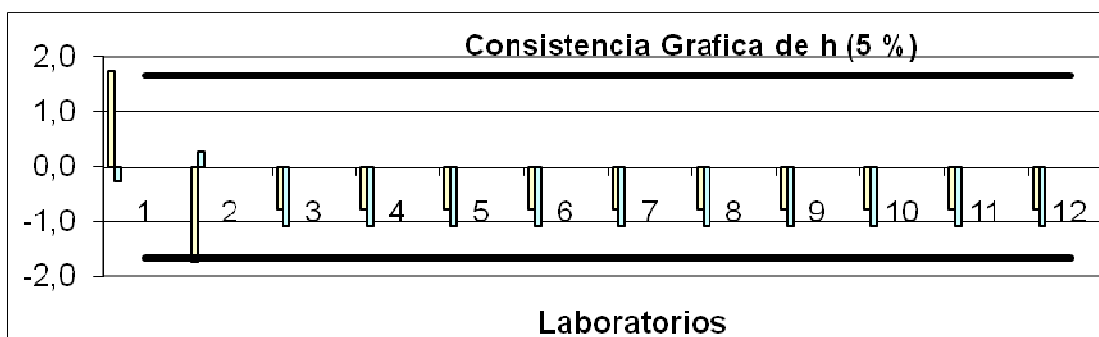 Consistencia Grafica de h (5 %)
2,0
1,0
0,0
-1,0
-2,0
1 2 3 4 5 6 7 8 9 10 11 12
Laboratorios